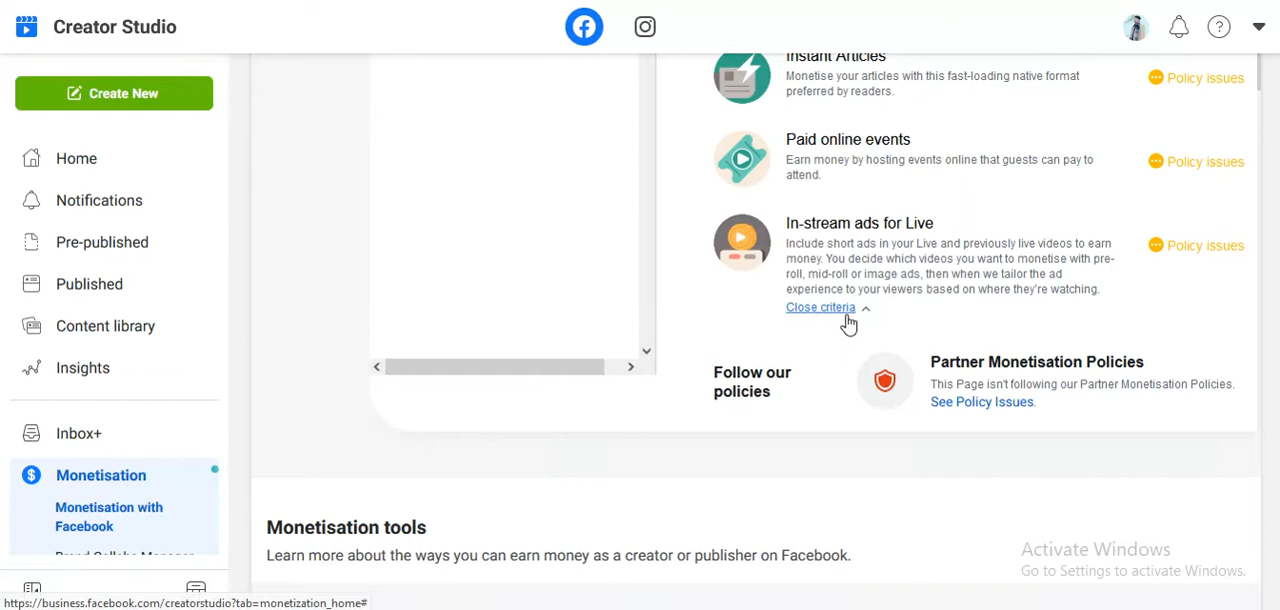 Creator Studio
Create New
Home
Notifications
Pre-published
Published
Content library
Insights
Inbox+
$ Monetisation
Monetisation with
Facebook
Brand Collabs Manager
Instant Articles
Monetise your articles with this fast-loading native format
preferred by readers.
Policy issues
Paid online events
Earn money by hosting events online that guests can pay to
attend.
Policy issues
In-stream ads for Live
Include short ads in your Live and previously live videos to earn
money. You decide which videos you want to monetise with pre-
roll, mid-roll or image ads, then when we tailor the ad
experience to your viewers based on where they're watching.
Close criteria
Policy issues
Follow our
policies
Partner Monetisation Policies
This Page isn't following our Partner Monetisation Policies.
See Policy Issues.
Monetisation tools
Learn more about the ways you can earn money as a creator or publisher on Facebook.
Activate Windows
Go to Settings to activate Windows.
https://business.facebook.com/creatorstudio?tab=monetization_home#